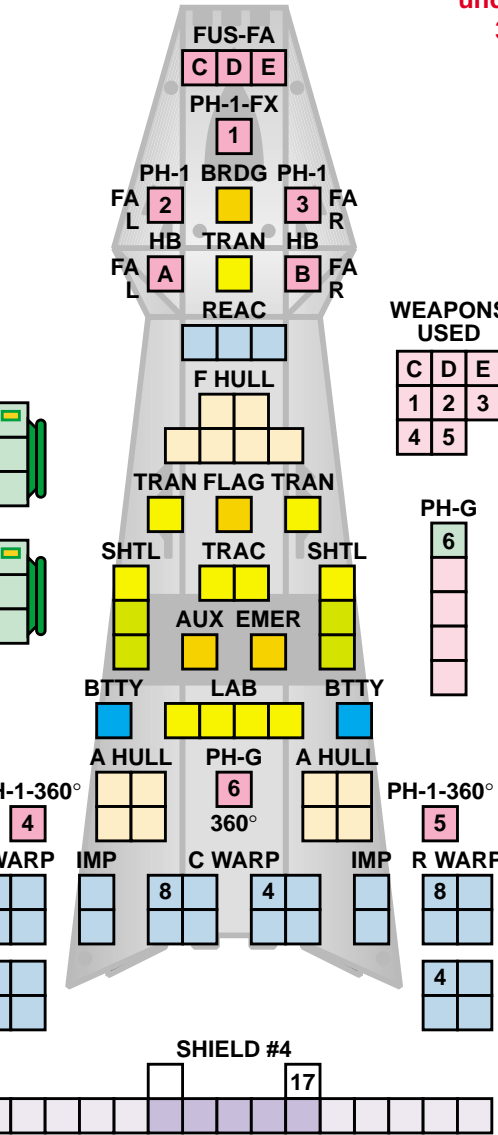 und
FUS-FA
C D E
PH-1-FX
1
PH-1 BRDG PH-1
FA L 2 3 FA R
HB TRAN HB
FA L A B FA R
REAC
WEAPONS
USED
C D E
1 2 3
4 5
F HULL
TRAN FLAG TRAN
PH-G
6
SHTL TRAC SHTL
AUX EMER
BTTY LAB BTTY
A HULL PH-G A HULL
6
360°
H-1-360° PH-1-360°
4 5
WARP IMP C WARP IMP R WARP
8 4 8
4
SHIELD #4
17